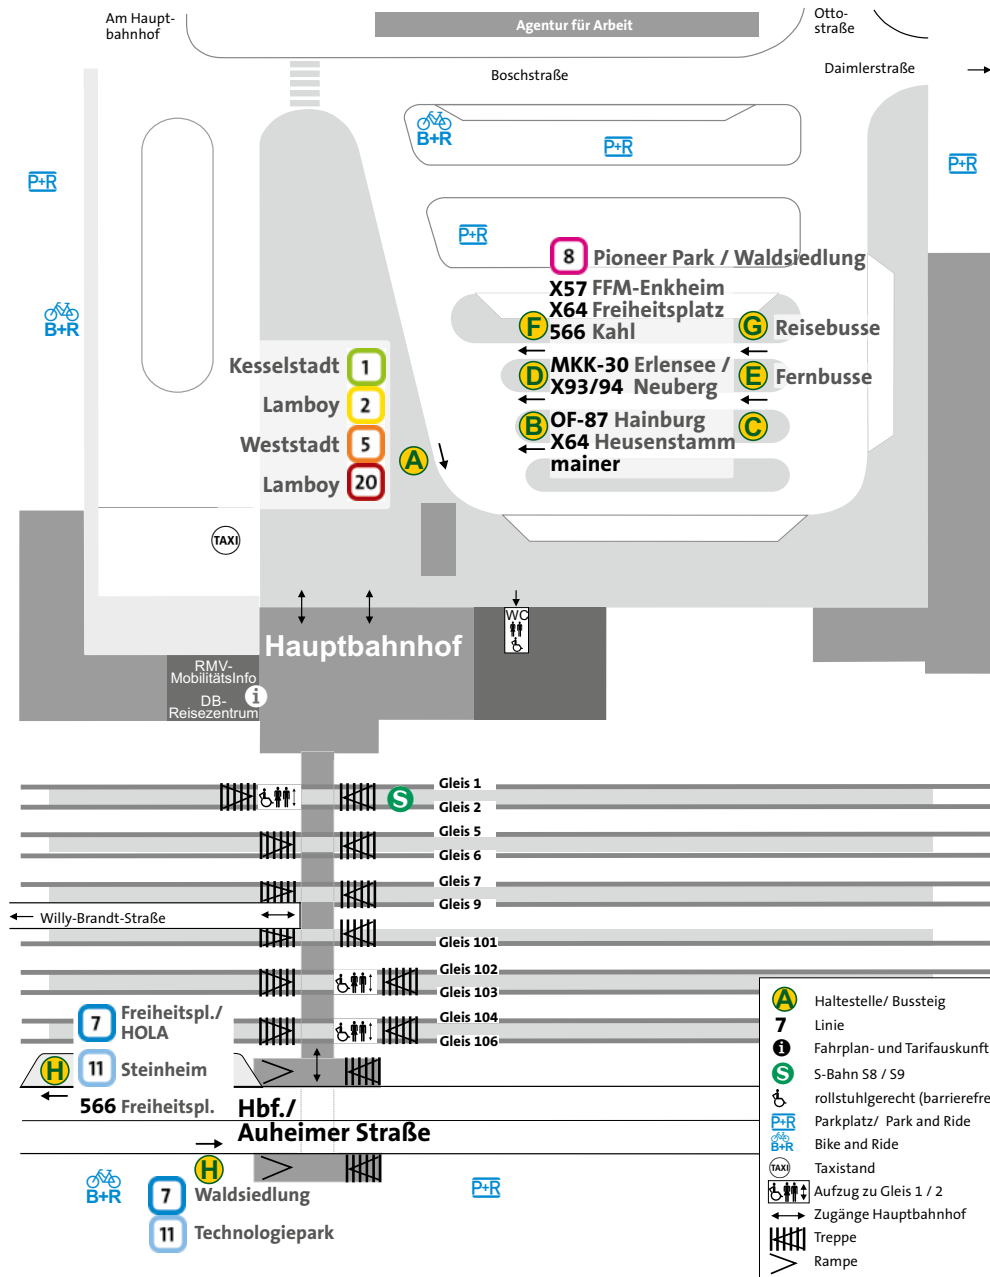 Am Haupt-
bahnhof
Agentur für Arbeit
Otto-
straße
Boschstraße
Daimlerstraße
B+R
P+R
P+R
P+R
P+R
B+R
8 Pioneer Park / Waldsiedlung
X57 FFM-Enkheim
X64 Freiheitsplatz
566 Kahl
F
G Reisebusse
D
MKK-30 Erlensee /
X93/94 Neuberg
E Fernbusse
B
OF-87 Hainburg
X64 Heusenstamm
mainer
C
Kesselstadt 1
Lamboy 2
Weststadt 5
Lamboy 20
A
TAXI
WC
Hauptbahnhof
RMV-
MobilitätsInfo
DB-
Reisezentrum
i
Gleis 1
S
Gleis 2
Gleis 5
Gleis 6
Gleis 7
Gleis 9
Willy-Brandt-Straße
Gleis 101
Gleis 102
Gleis 103
Gleis 104
Gleis 106
7 Freiheitspl./
HOLA
H
11 Steinheim
566 Freiheitspl.
Hbf./
Auheimer Straße
H
B+R
7 Waldsiedlung
11 Technologiepark
P+R
A Haltestelle/ Bussteig
7 Linie
i Fahrplan- und Tarifauskunft
S S-Bahn S8 / S9
rollstuhlgerecht (barrierefre
P+R Parkplatz/ Park and Ride
B+R Bike and Ride
TAXI Taxistand
Aufzug zu Gleis 1 / 2
Zugänge Hauptbahnhof
Treppe
Rampe